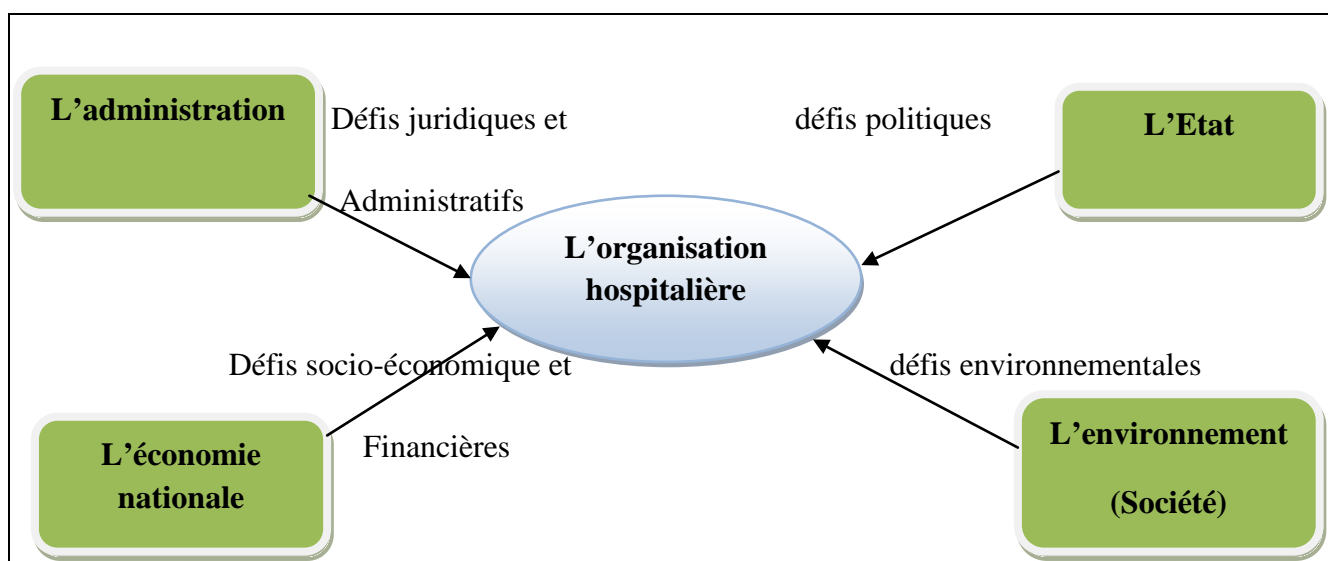 L’administration
Défis juridiques et
Administratifs
défis politiques
L’Etat
L’organisation
hospitalière
Défis socio-économique et
Financières
L’économie
nationale
défis environnementales
L’environnement
(Société)